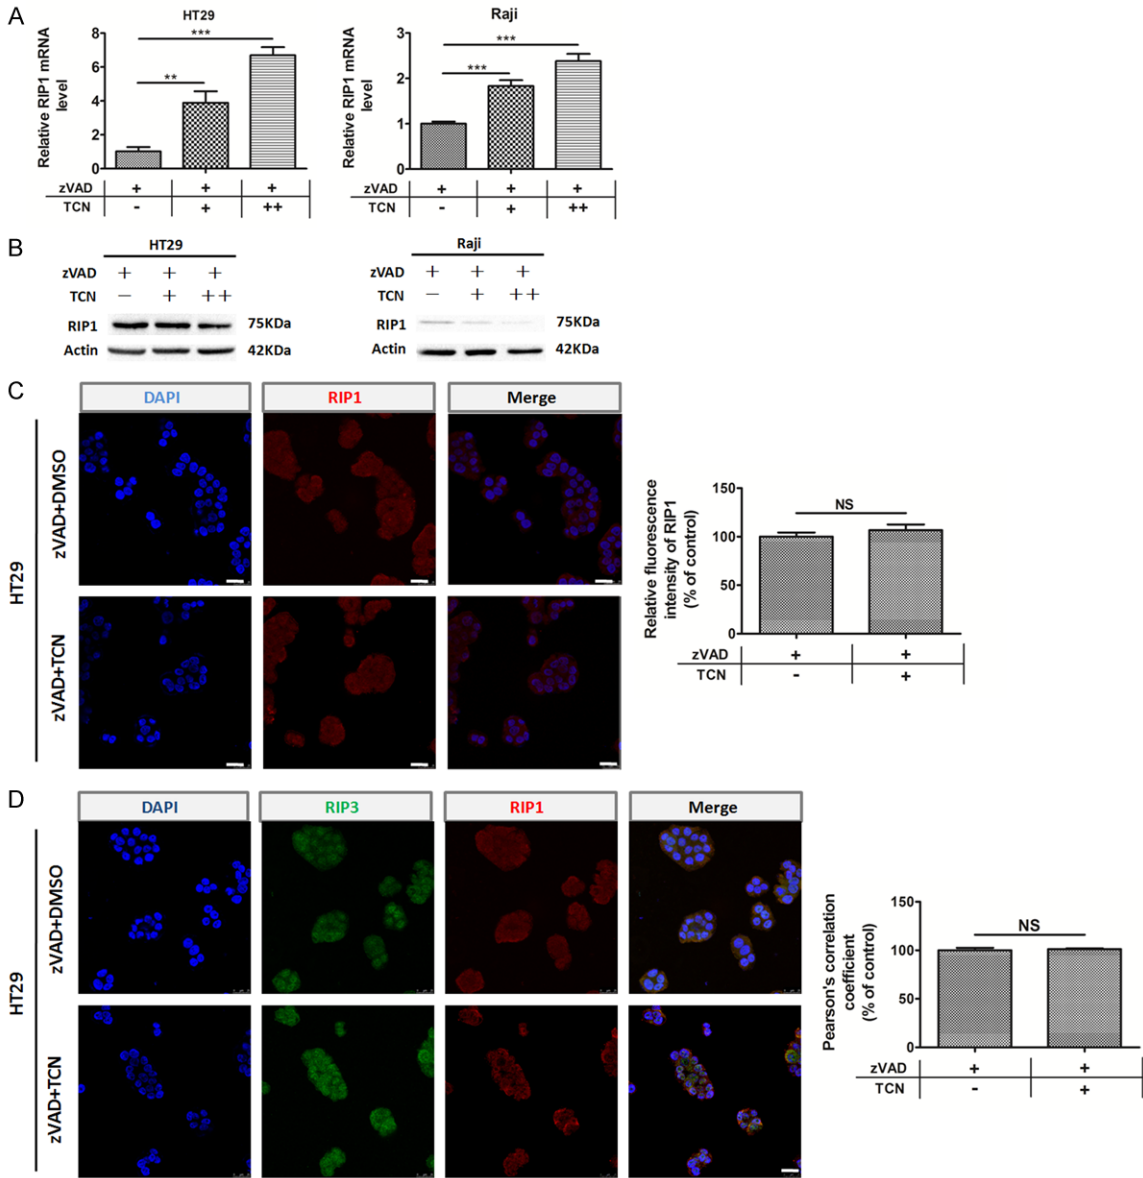 A
HT29
Relative RIP1 mRNA
level
8
6
4
2
0
***
**
zVAD + + +
TCN - + ++
Raji
Relative RIP1 mRNA
level
3
2
1
0
***
***
zVAD + + +
TCN - + ++
B
HT29
zVAD + + +
TCN — + ++
RIP1 75KDa
Actin 42KDa
Raji
zVAD + + +
TCN — + ++
RIP1 75KDa
Actin 42KDa
C
DAPI RIP1 Merge
HT29
zVAD+DMSO
zVAD+TCN
Relative fluorescence
intensity of RIP1
(% of control)
150
100
50
0
NS
zVAD + +
TCN - +
D
DAPI RIP3 RIP1 Merge
HT29
zVAD+DMSO
zVAD+TCN
Pearson's correlation
coefficient
(% of control)
150
100
50
0
NS
zVAD + +
TCN - +